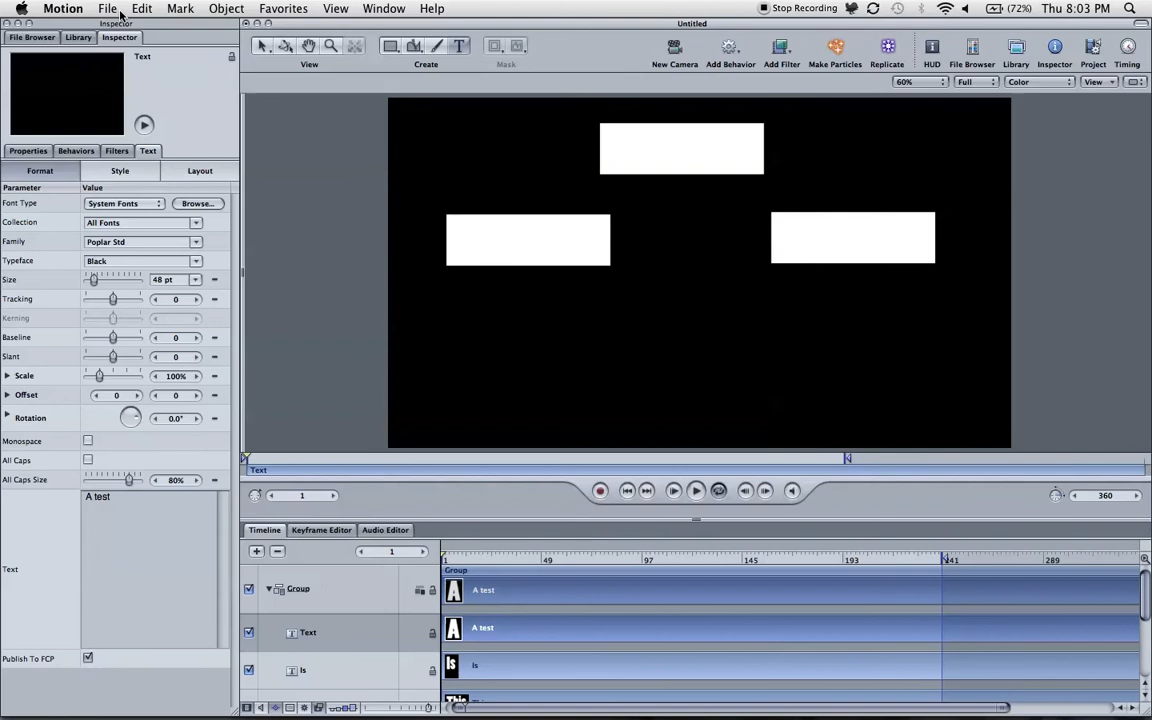 Motion File Edit Mark Object Favorites View Window Help Stop Recording (72%) Thu 8:03 PM
Inspector Untitled
File Browser Library Inspector
Text
View Create Mask New Camera Add Behavior Add Filter Make Particles Replicate HUD File Browser Library Inspector Project Timing
60% Full Color View
Properties Behaviors Filters Text
Format Style Layout
Parameter Value
Font Type System Fonts Browse...
Collection All Fonts
Family Poplar Std
Typeface Black
Size 48 pt
Tracking 0
Kerning
Baseline 0
Slant 0
Scale 100%
Offset 0 0
Rotation 0.0°
Monospace
All Caps
All Caps Size 80%
A test
Text
Publish To FCP
Text
1 360
Timeline Keyframe Editor Audio Editor
1
1 49 97 145 193 241 289
Group
Group A A test
Text A A test
Is Is Is
This